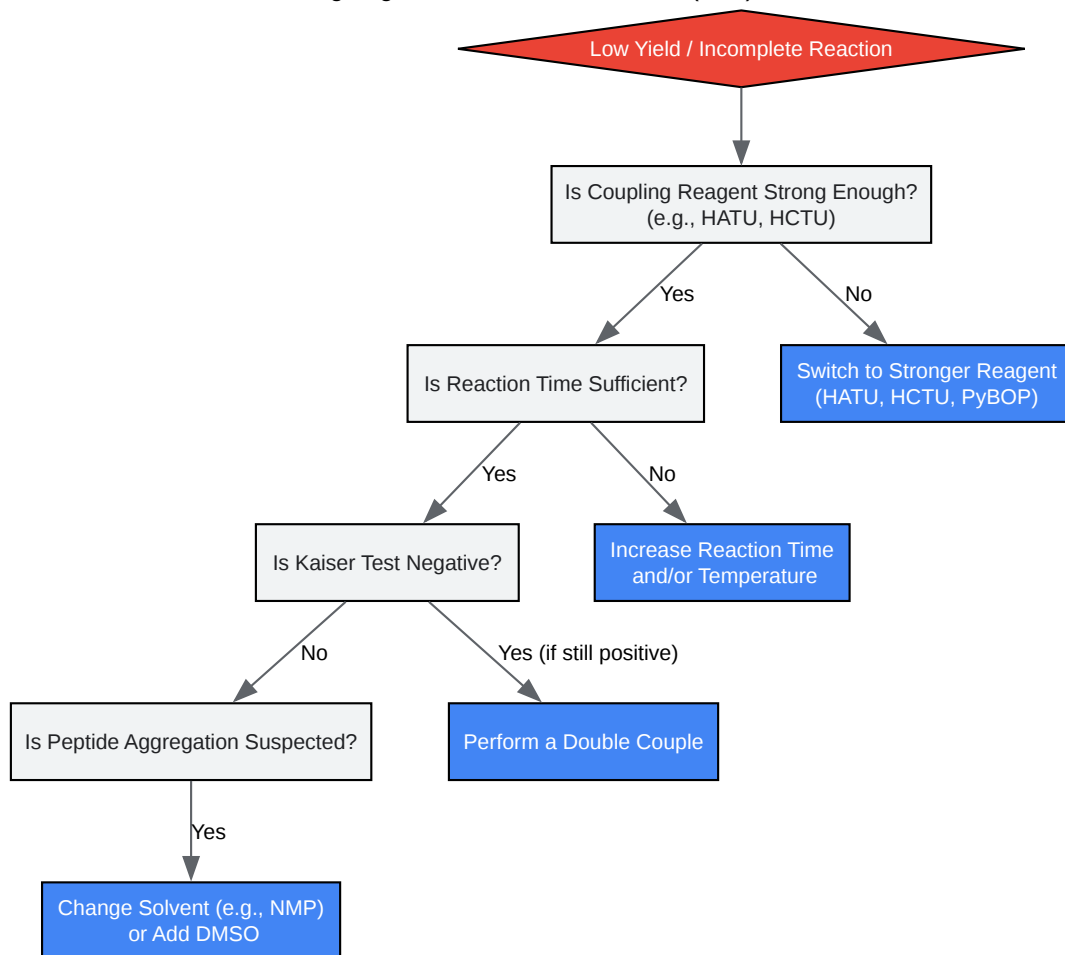 Low Yield / Incomplete Reaction
Is Coupling Reagent Strong Enough?
(e.g., HATU, HCTU)
Yes
No
Is Reaction Time Sufficient?
Switch to Stronger Reagent
(HATU, HCTU, PyBOP)
Yes
No
Is Kaiser Test Negative?
Increase Reaction Time
and/or Temperature
No
Yes (if still positive)
Is Peptide Aggregation Suspected?
Perform a Double Couple
Yes
Change Solvent (e.g., NMP)
or Add DMSO